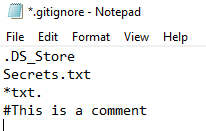 *.gitignore - Notepad
File Edit Format View Help
.DS_Store
Secrets.txt
*txt.
#This is a comment